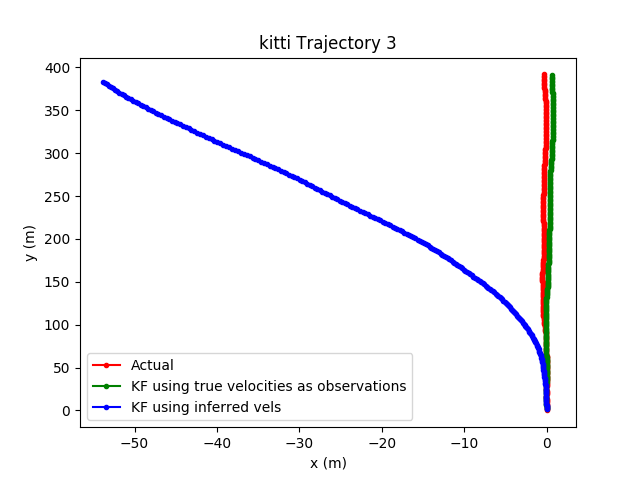 kitti Trajectory 3
400
350
300
250
200
150
100
50
0
y (m)
Actual
KF using true velocities as observations
KF using inferred vels
−50
−40
−30
−20
−10
0
x (m)